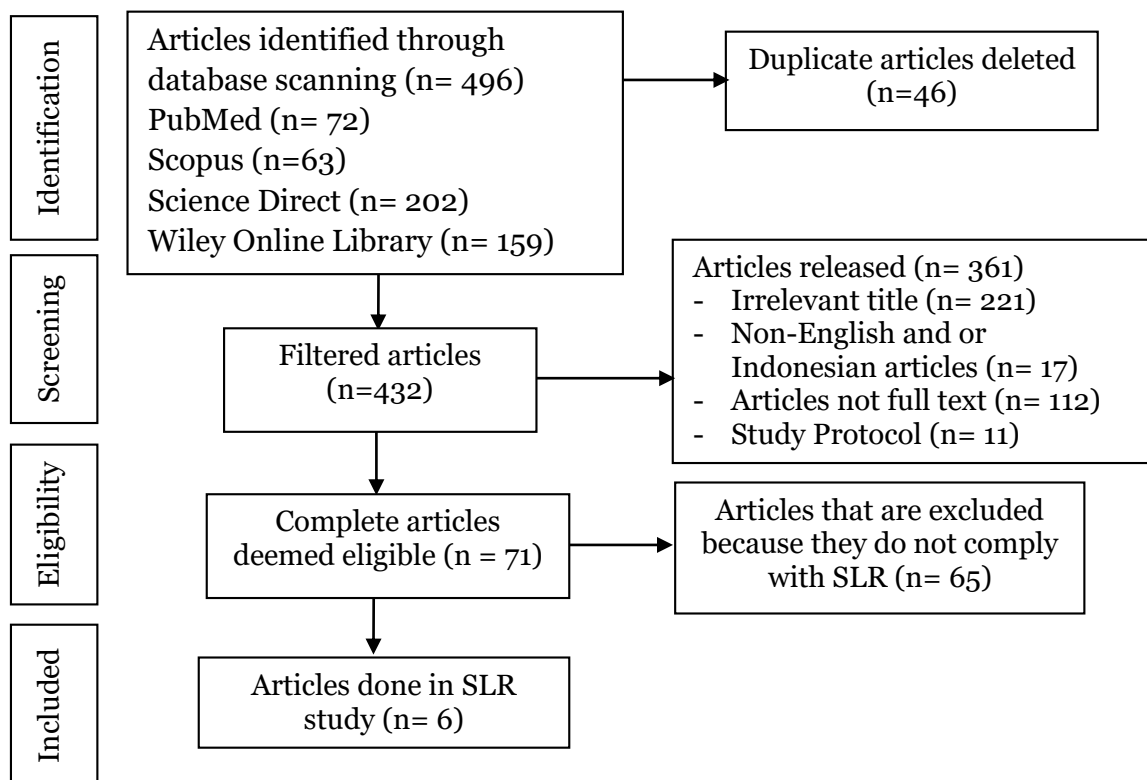 Identification
Articles identified through
database scanning (n= 496)
PubMed (n= 72)
Scopus (n=63)
Science Direct (n= 202)
Wiley Online Library (n= 159)
Duplicate articles deleted
(n=46)
Screening
Filtered articles
(n=432)
Articles released (n= 361)
- Irrelevant title (n= 221)
- Non-English and or
Indonesian articles (n= 17)
- Articles not full text (n= 112)
- Study Protocol (n= 11)
Eligibility
Complete articles
deemed eligible (n = 71)
Articles that are excluded
because they do not comply
with SLR (n= 65)
Included
Articles done in SLR
study (n= 6)